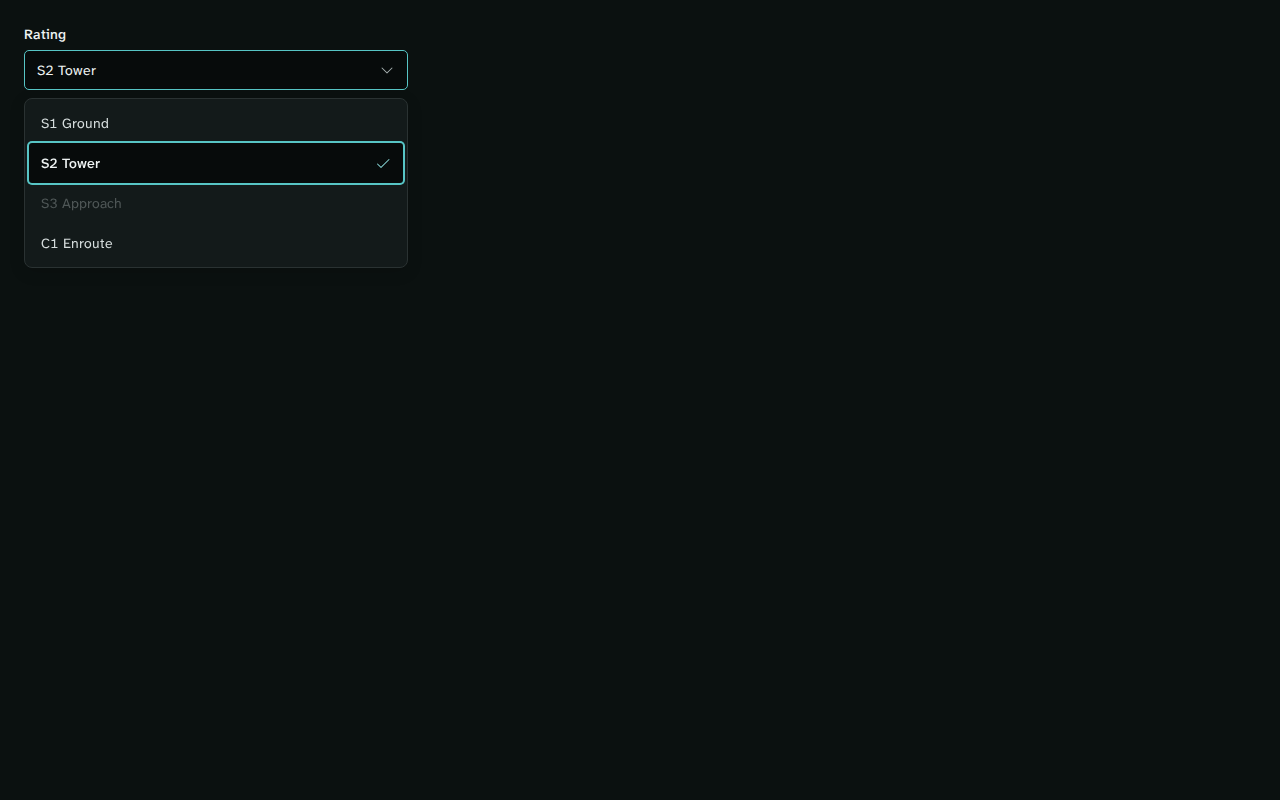 Rating
S2 Tower
S1 Ground
S2 Tower
S3 Approach
C1 Enroute